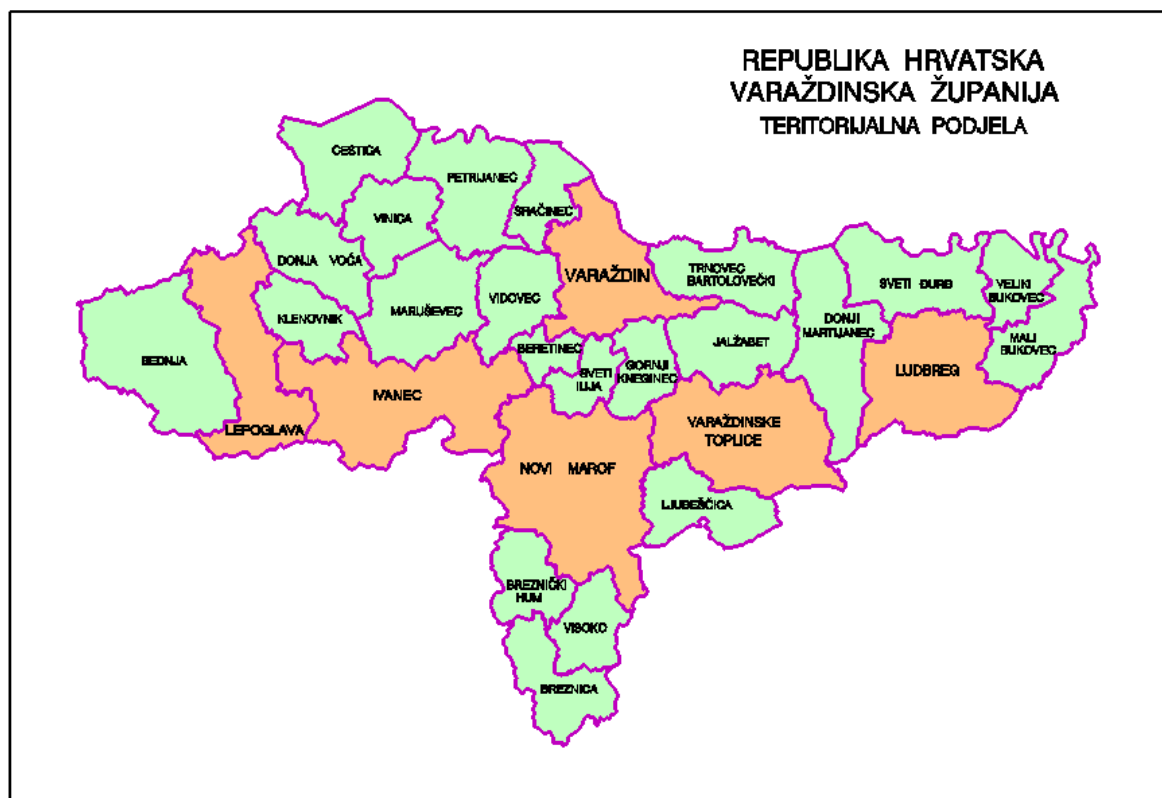 REPUBLIKA HRVATSKA
VARAŽDINSKA ŽUPANIJA
TERITORIJALNA PODJELA
CESTICA
PETRIJANEC
SRAČINEC
VINICA
DONJA VOĆA
VARAŽDIN
TRNOVEC
BARTOLOVEČKI
SVETI ĐURĐ
VELIKI
BUKOVEC
KLENOVNIK
MARUŠEVEC
VIDOVEC
DONJI
MARTIJANEC
MALI
BUKOVEC
BEDNJA
BERETINEC
SVETI
ILIJA
GORNJI
KNEGINEC
JALŽABET
LUDBREG
IVANEC
LEPOGLAVA
VARAŽDINSKE
TOPLICE
NOVI MAROF
LJUBEŠĆICA
BREZNIČKI
HUM
VISOKO
BREZNICA